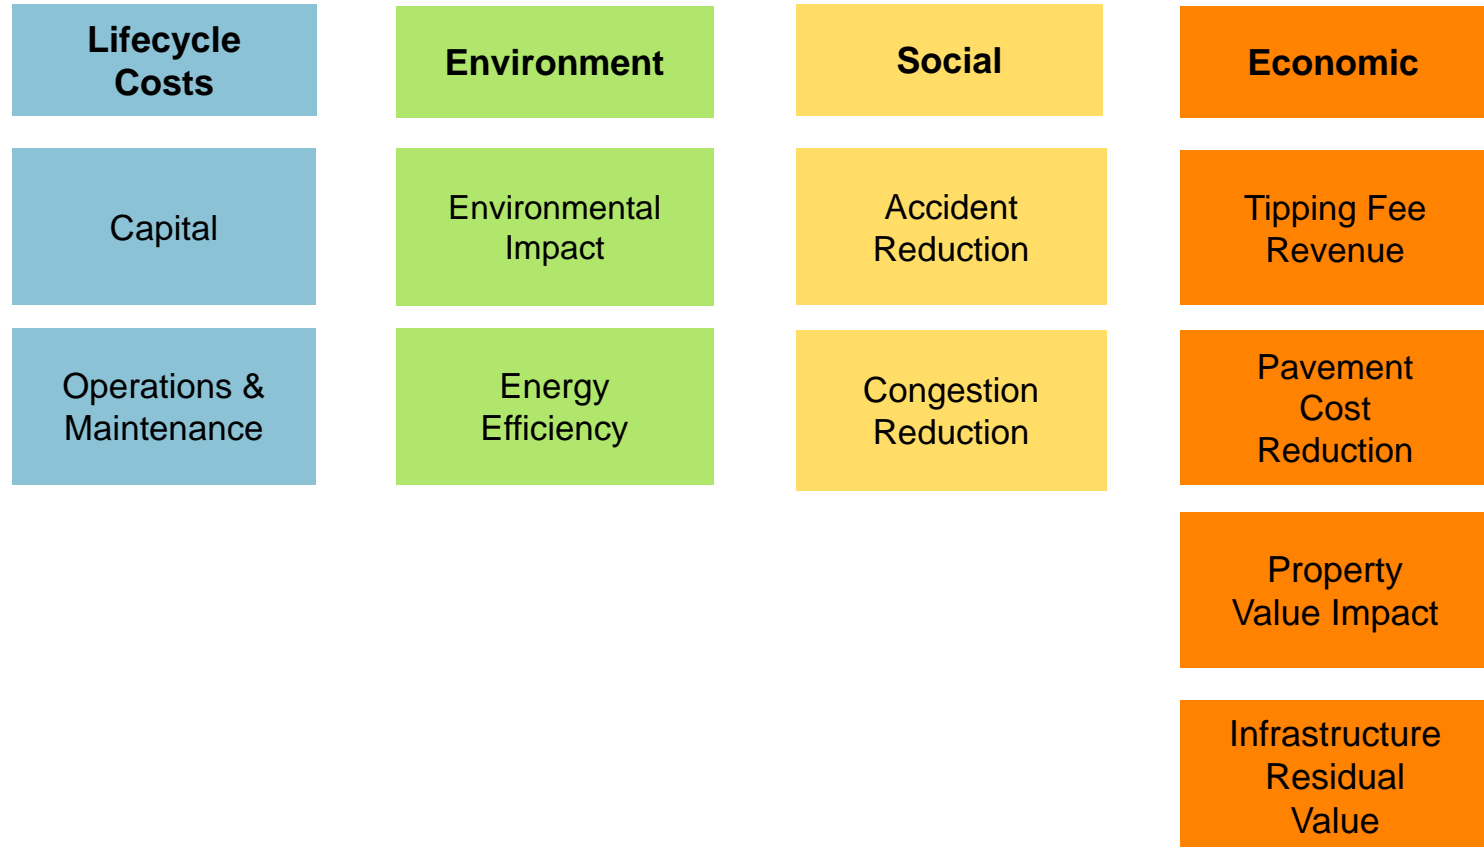 Lifecycle
Costs
Environment
Social
Economic
Capital
Environmental
Impact
Accident
Reduction
Tipping Fee
Revenue
Operations &
Maintenance
Energy
Efficiency
Congestion
Reduction
Pavement
Cost
Reduction
Property
Value Impact
Infrastructure
Residual
Value